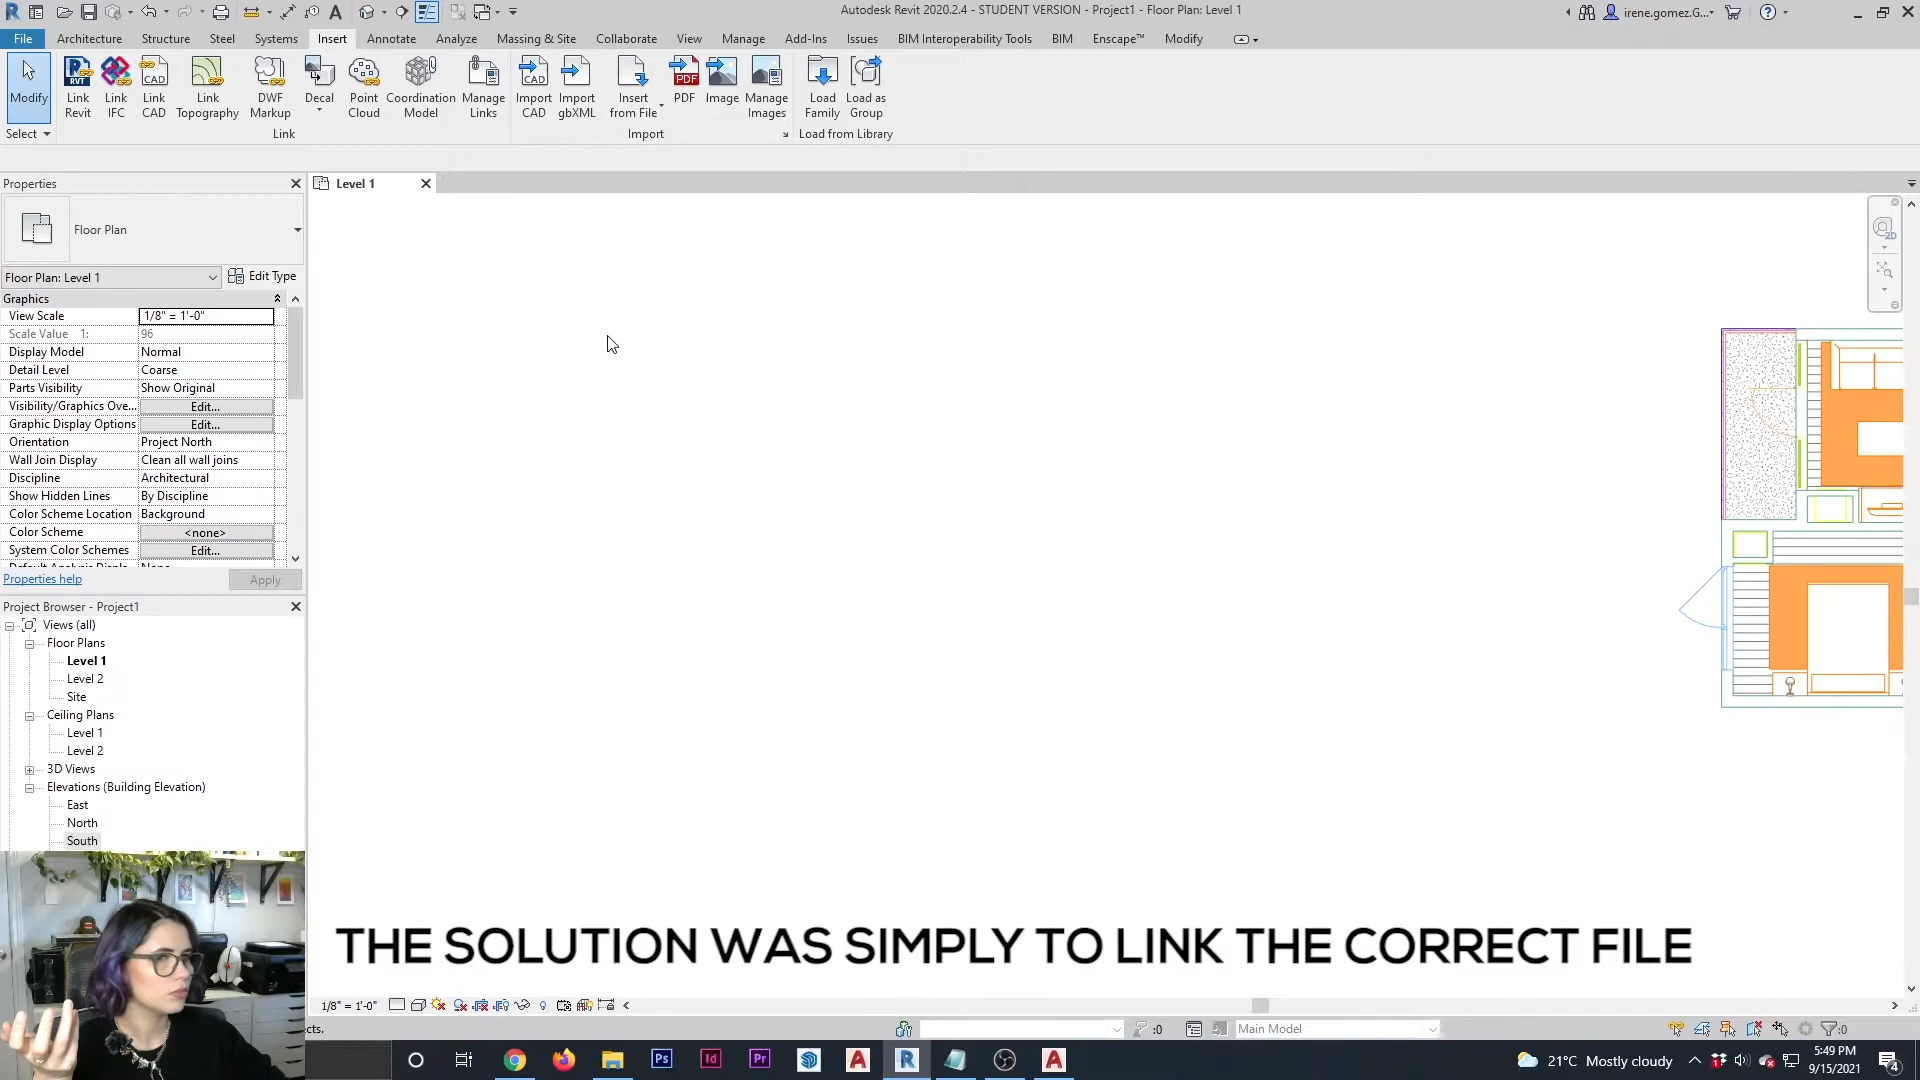 Autodesk Revit 2020.2.4 - STUDENT VERSION - Project1 - Floor Plan: Level 1
irene.gomez.G...
File Architecture Structure Steel Systems Insert Annotate Analyze Massing & Site Collaborate View Manage Add-Ins Issues BIM Interoperability Tools BIM Enscape™ Modify
Modify
Link Revit
Link IFC
Link CAD
Link Topography
DWF Markup
Decal
Point Cloud
Coordination Model
Manage Links
Import CAD
Import gbXML
Insert from File
PDF
Image
Manage Images
Load Family
Load as Group
Select
Link
Import
Load from Library
Properties
Level 1
Floor Plan
Floor Plan: Level 1
Edit Type
Graphics
View Scale 1/8" = 1'-0"
Scale Value 1: 96
Display Model Normal
Detail Level Coarse
Parts Visibility Show Original
Visibility/Graphics Ove... Edit...
Graphic Display Options Edit...
Orientation Project North
Wall Join Display Clean all wall joins
Discipline Architectural
Show Hidden Lines By Discipline
Color Scheme Location Background
Color Scheme <none>
System Color Schemes Edit...
Properties help
Apply
Project Browser - Project1
Views (all)
Floor Plans
Level 1
Level 2
Site
Ceiling Plans
Level 1
Level 2
3D Views
Elevations (Building Elevation)
East
North
South
THE SOLUTION WAS SIMPLY TO LINK THE CORRECT FILE
1/8" = 1'-0"
cts.
:0
Main Model
:0
21°C Mostly cloudy
5:49 PM
9/15/2021